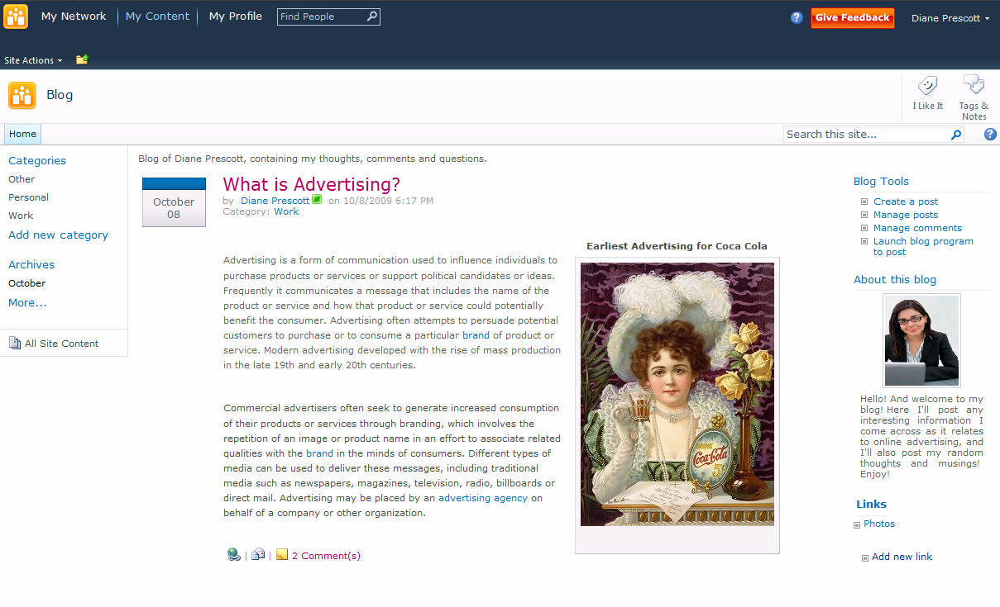 My Network
My Content
My Profile
Find People
Give Feedback
Diane Prescott
Site Actions
Blog
I Like It
Tags &
Notes
Home
Search this site...
Categories
Other
Personal
Work
Add new category
Archives
October
More...
All Site Content
Blog of Diane Prescott, containing my thoughts, comments and questions.
October
08
What is Advertising?
by Diane Prescott on 10/8/2009 6:17 PM
Category: Work
Advertising is a form of communication used to influence individuals to
purchase products or services or support political candidates or ideas.
Frequently it communicates a message that includes the name of the
product or service and how that product or service could potentially
benefit the consumer. Advertising often attempts to persuade potential
customers to purchase or to consume a particular brand of product or
service. Modern advertising developed with the rise of mass production
in the late 19th and early 20th centuries.
Commercial advertisers often seek to generate increased consumption
of their products or services through branding, which involves the
repetition of an image or product name in an effort to associate related
qualities with the brand in the minds of consumers. Different types of
media can be used to deliver these messages, including traditional
media such as newspapers, magazines, television, radio, billboards or
direct mail. Advertising may be placed by an advertising agency on
behalf of a company or other organization.
| | 2 Comment(s)
Earliest Advertising for Coca Cola
DRINK
Coca-Cola
5¢
Blog Tools
Create a post
Manage posts
Manage comments
Launch blog program
to post
About this blog
Hello! And welcome to my
blog! Here I'll post any
interesting information I
come across as it relates
to online advertising, and
I'll also post my random
thoughts and musings!
Enjoy!
Links
Photos
Add new link